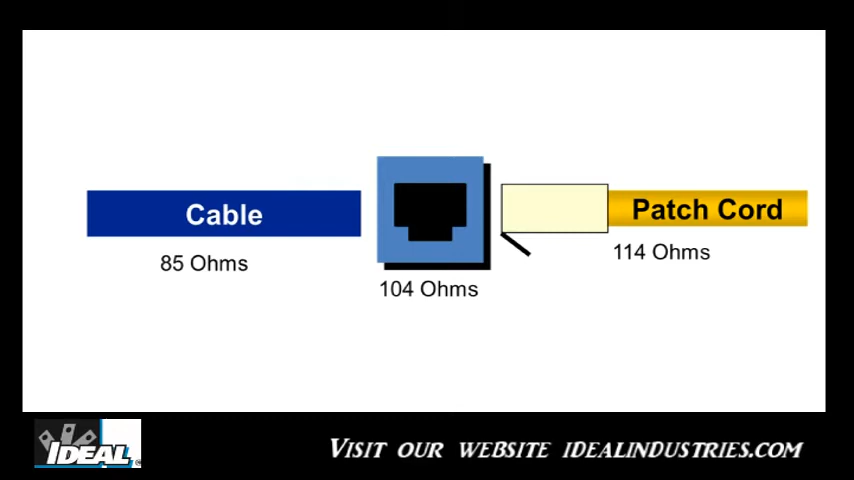 Cable
Patch Cord
85 Ohms
114 Ohms
104 Ohms
IDEAL
VISIT OUR WEBSITE IDEALINDUSTRIES.COM